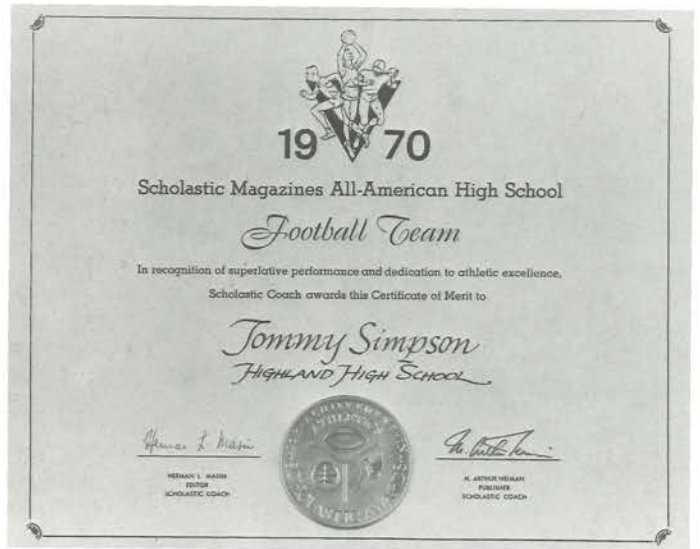 1970
Scholastic Magazines All-American High School
Football Team
In recognition of superlative performance and dedication to athletic excellence,
Scholastic Coach awards this Certificate of Merit to
Tommy Simpson
HIGHLAND HIGH SCHOOL
Herman L. Masin
HERMAN L. MASIN
EDITOR
SCHOLASTIC COACH
M. ARTHUR NEIMAN
PUBLISHER
SCHOLASTIC COACH